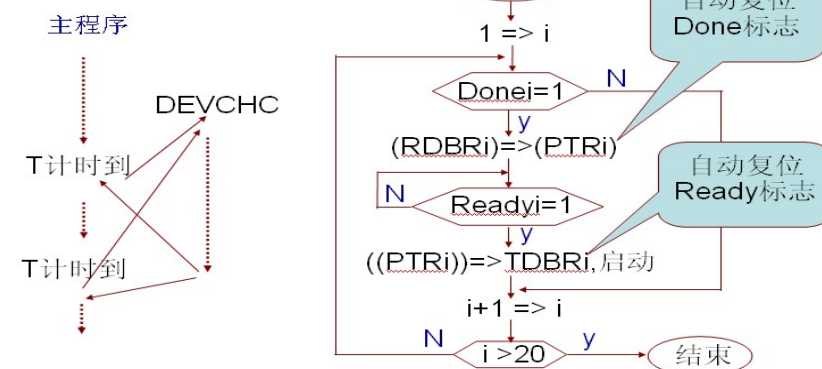 主程序
DEVCHC
T计时到
T计时到
1 => i
自动复位
Done标志
Donei=1
N
y
(RDBRi)=>(PTRi)
自动复位
Ready标志
N
Readyi=1
y
((PTRi))=>TDBRi,启动
i+1 => i
N
i >20
y
结束